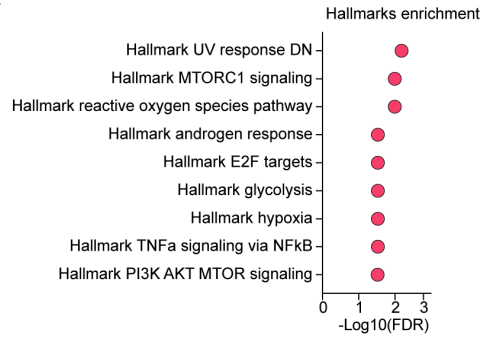 Hallmarks enrichment
Hallmark UV response DN
Hallmark MTORC1 signaling
Hallmark reactive oxygen species pathway
Hallmark androgen response
Hallmark E2F targets
Hallmark glycolysis
Hallmark hypoxia
Hallmark TNFa signaling via NFkB
Hallmark PI3K AKT MTOR signaling
0 1 2 3
-Log10(FDR)